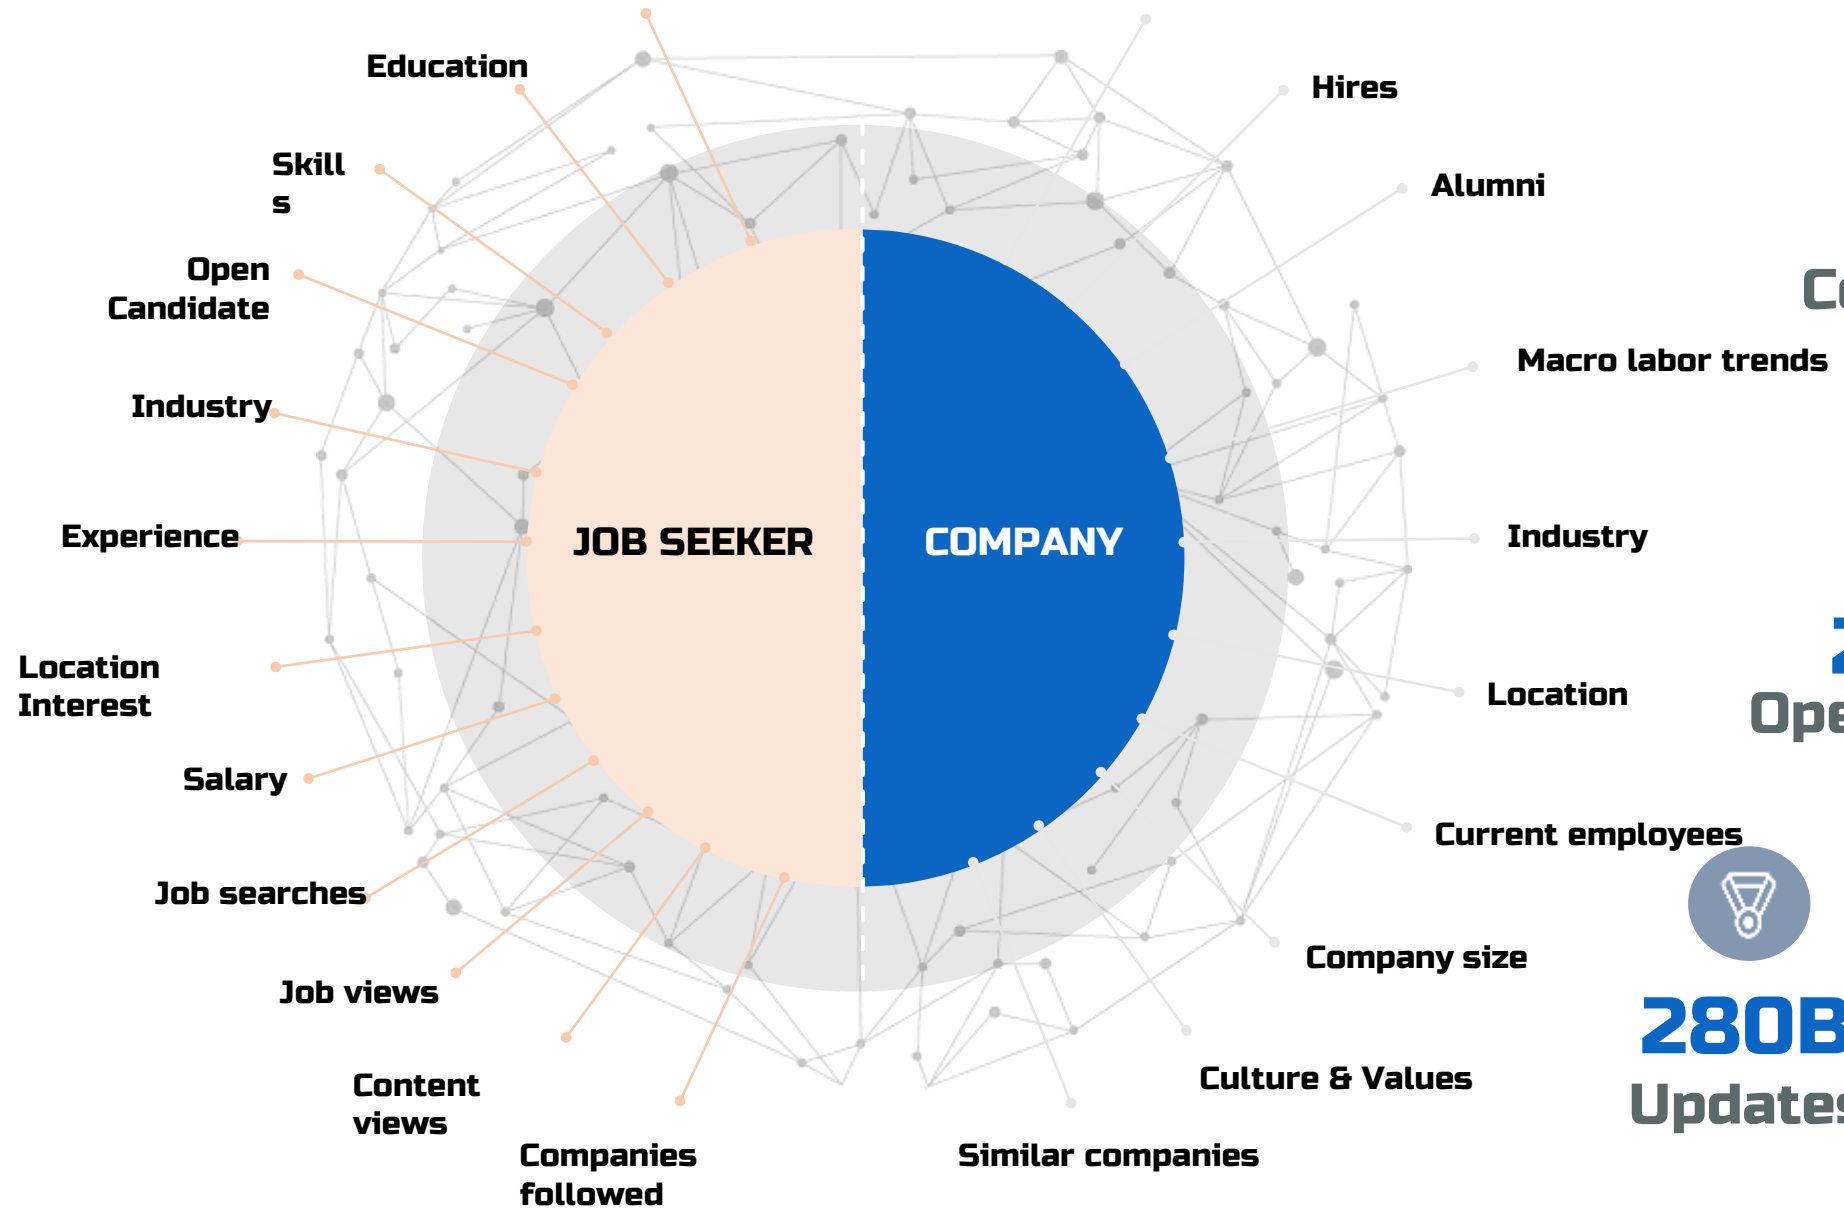 Education
Skill
s
Open
Candidate
Industry
Experience
Location
Interest
Salary
Job searches
Job views
Content
views
Companies
followed
JOB SEEKER
COMPANY
Hires
Alumni
Macro labor trends
Industry
Location
Current employees
Company size
Culture & Values
Similar companies
280B
Updates